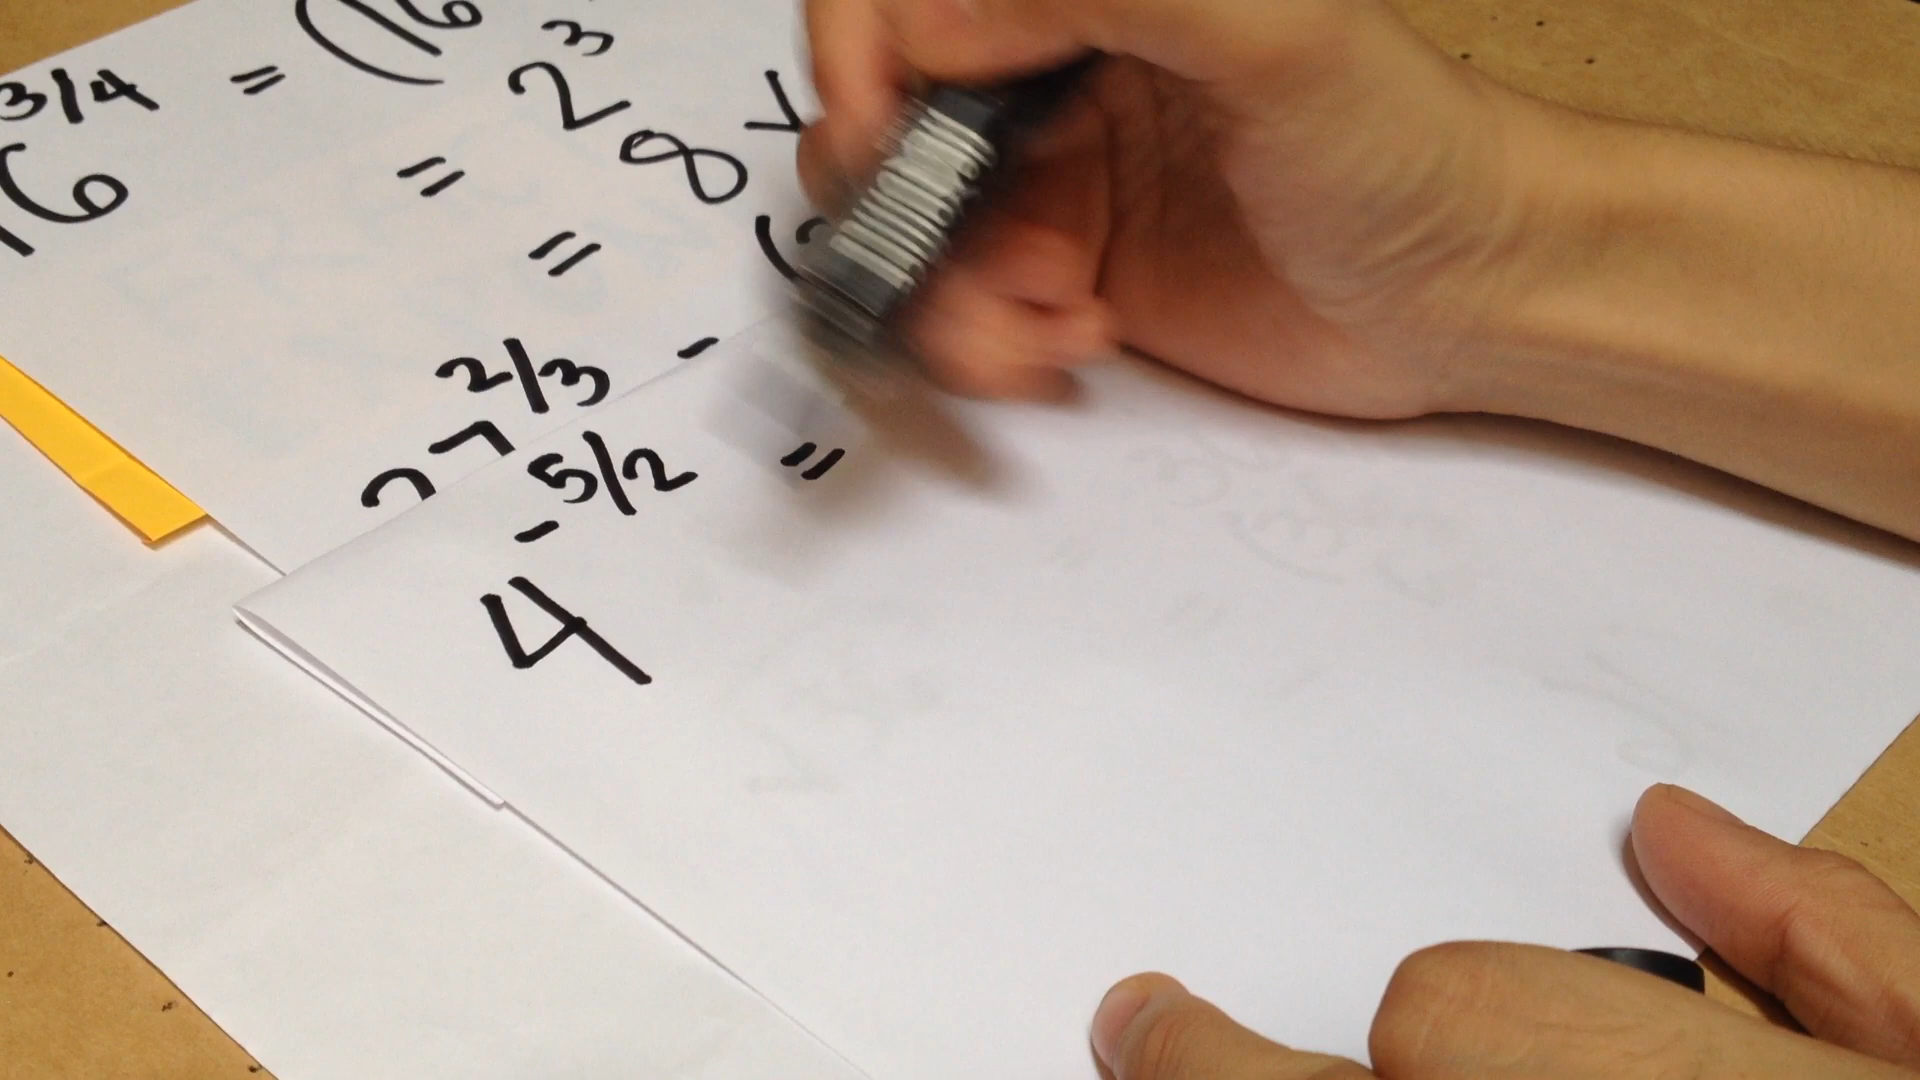 16^3/4 = (16
= 2^3
= 8 ✓
27^2/3 =
4^-5/2 =